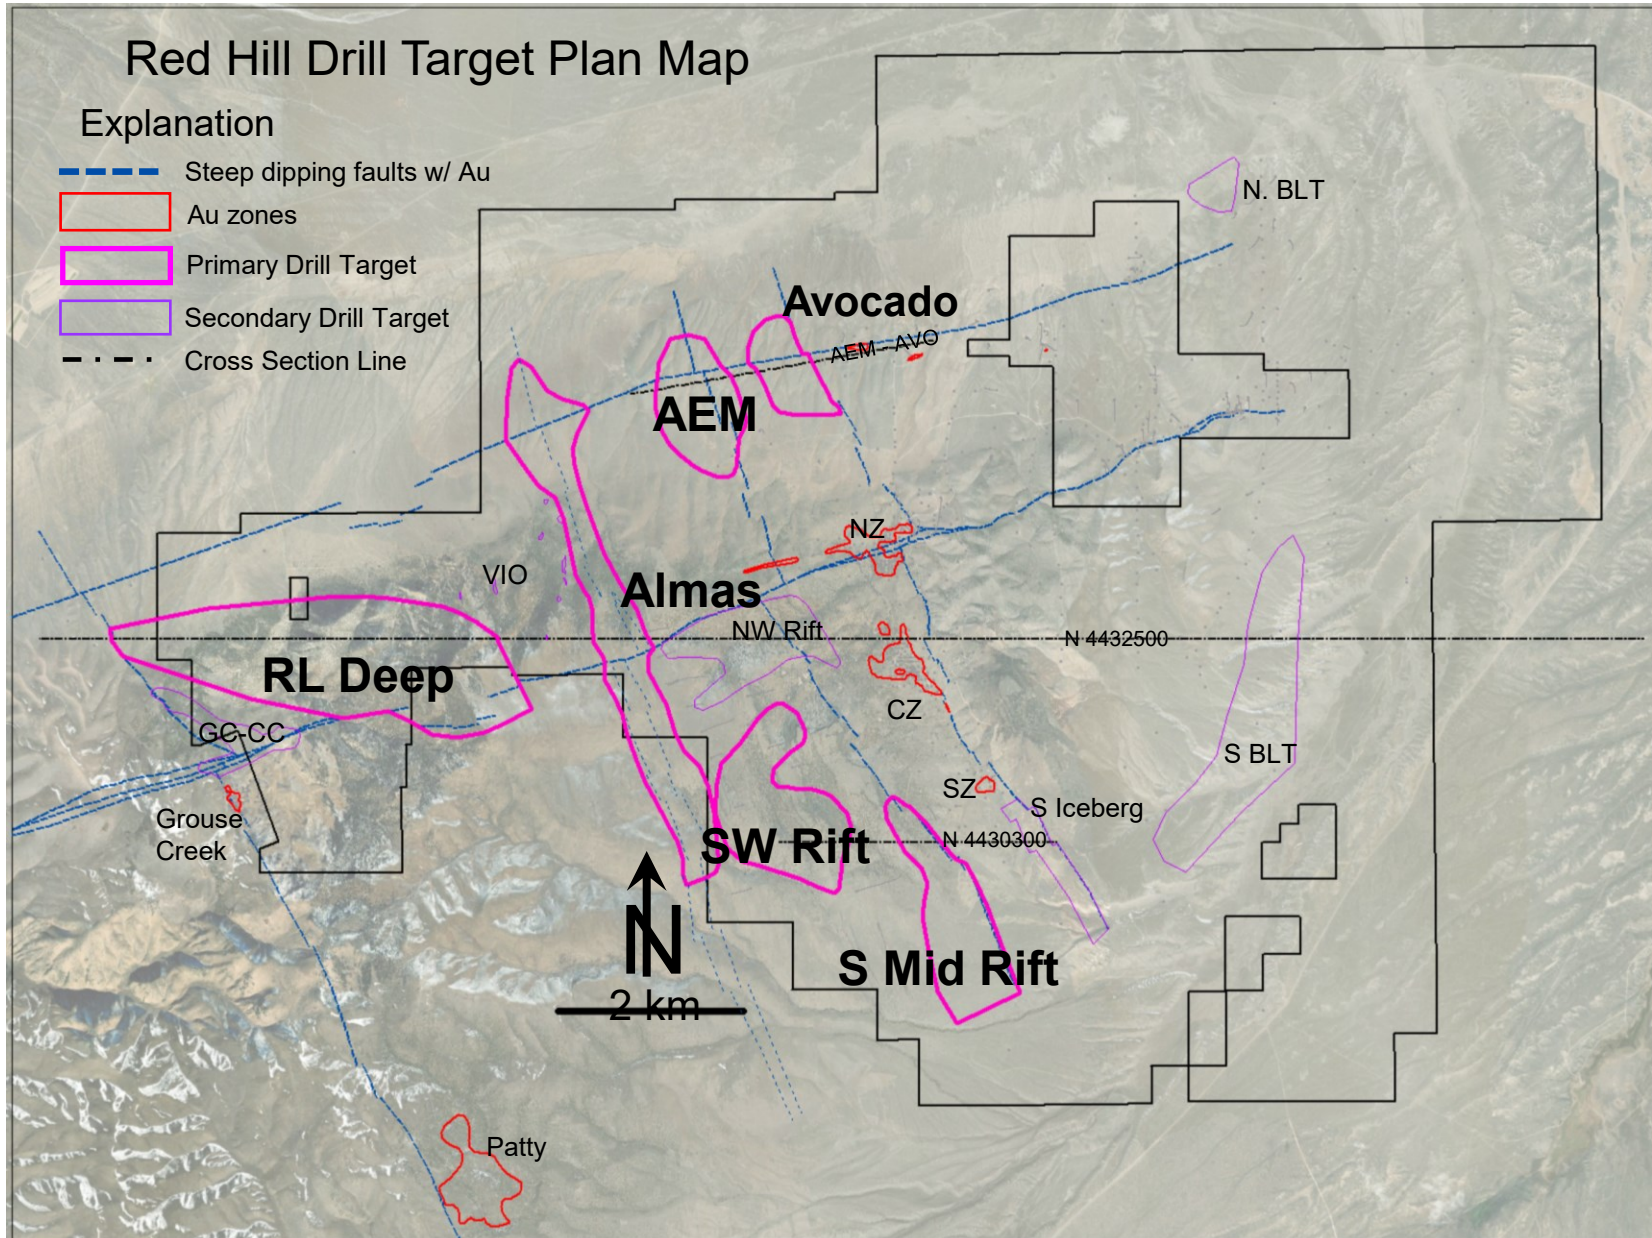 Red Hill Drill Target Plan Map
Explanation
Steep dipping faults w/ Au
Au zones
Primary Drill Target
Secondary Drill Target
Cross Section Line
N. BLT
Avocado
AEM - AVO
AEM
NZ
VIO
Almas
NW Rift
N 4432500
RL Deep
CZ
GC-CC
S BLT
SZ
S Iceberg
Grouse
Creek
SW Rift
N 4430300
N
S Mid Rift
2 km
Patty